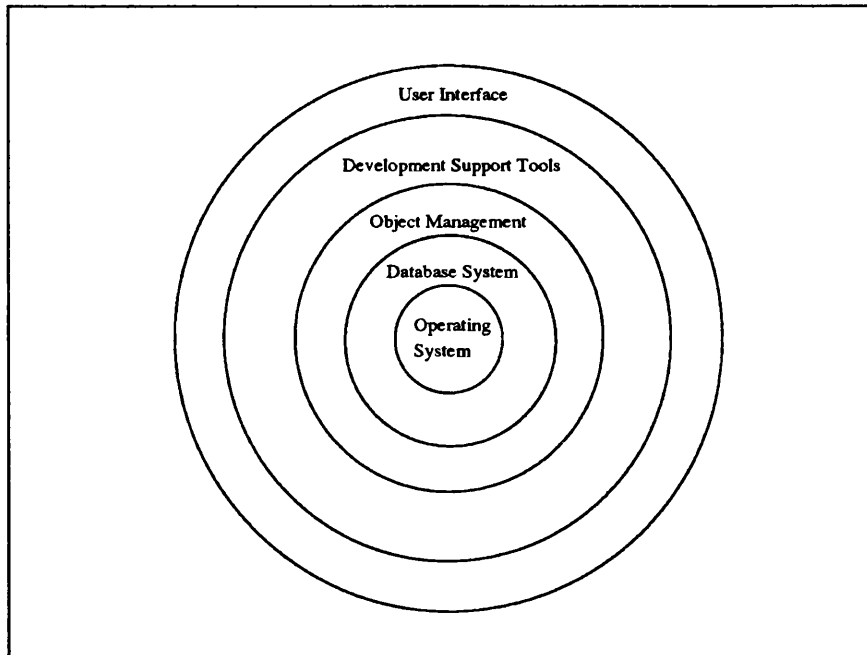 User Interface
Development Support Tools
Object Management
Database System
Operating
System